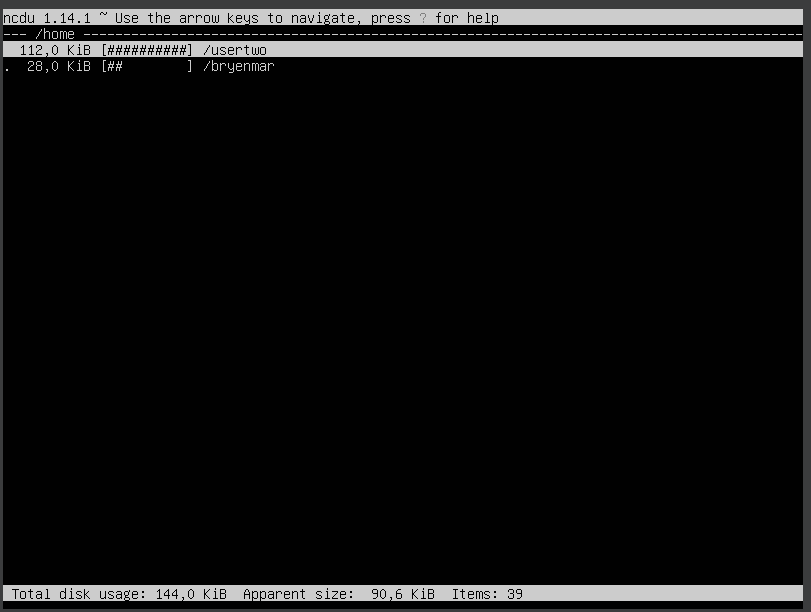 ncdu 1.14.1 ~ Use the arrow keys to navigate, press ? for help
--- /home ------------------------------------------------------------------------------------------
  112,0 KiB [##########] /usertwo
.  28,0 KiB [##        ] /bryenmar
 Total disk usage: 144,0 KiB  Apparent size:  90,6 KiB  Items: 39